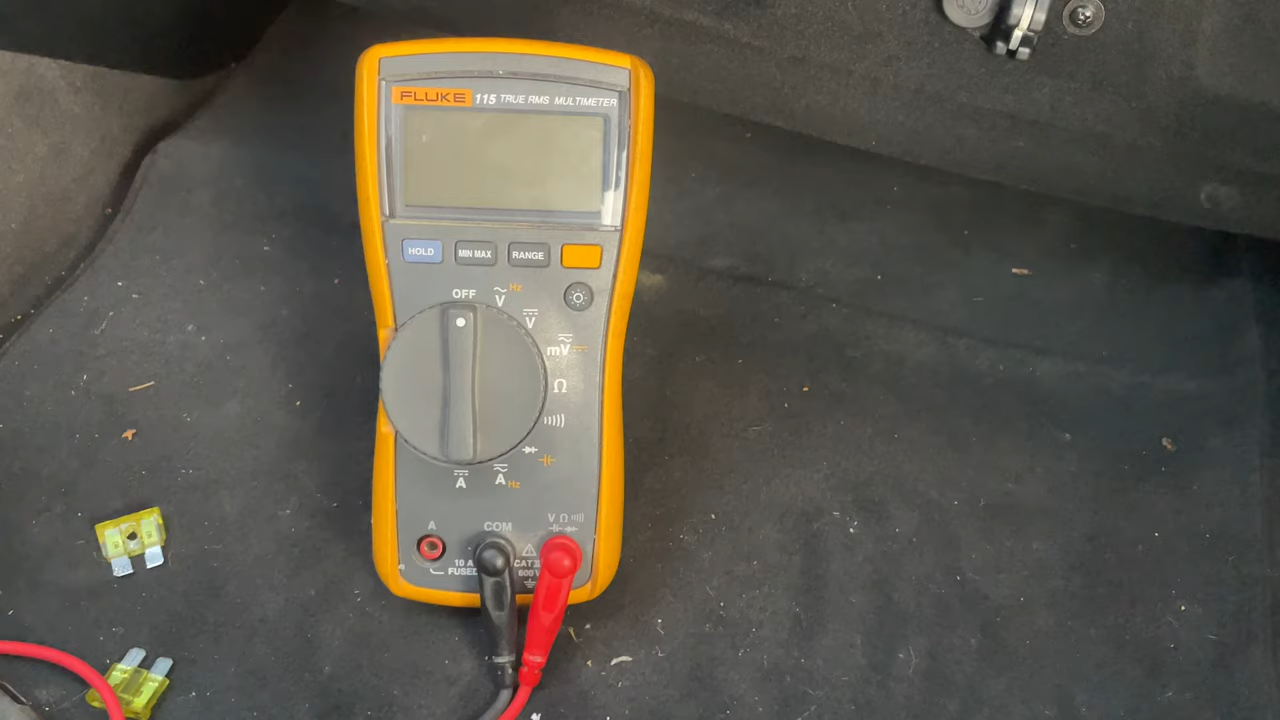 FLUKE 115 TRUE RMS MULTIMETER
HOLD
MIN MAX
RANGE
OFF
V Hz
V
mV
Ω
A
A Hz
A
COM
V Ω
10 A
FUSED
CAT
600 V